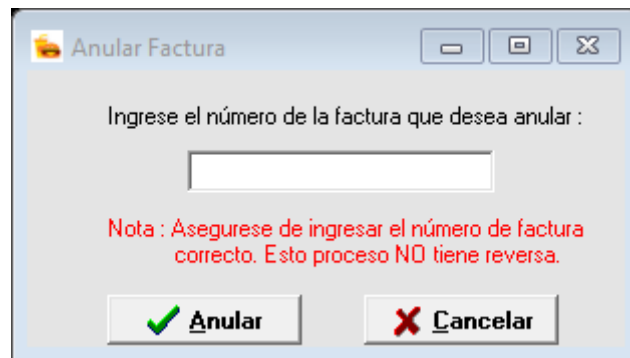 Anular Factura
Ingrese el número de la factura que desea anular :
Nota : Asegurese de ingresar el número de factura
correcto. Esto proceso NO tiene reversa.
Anular
Cancelar